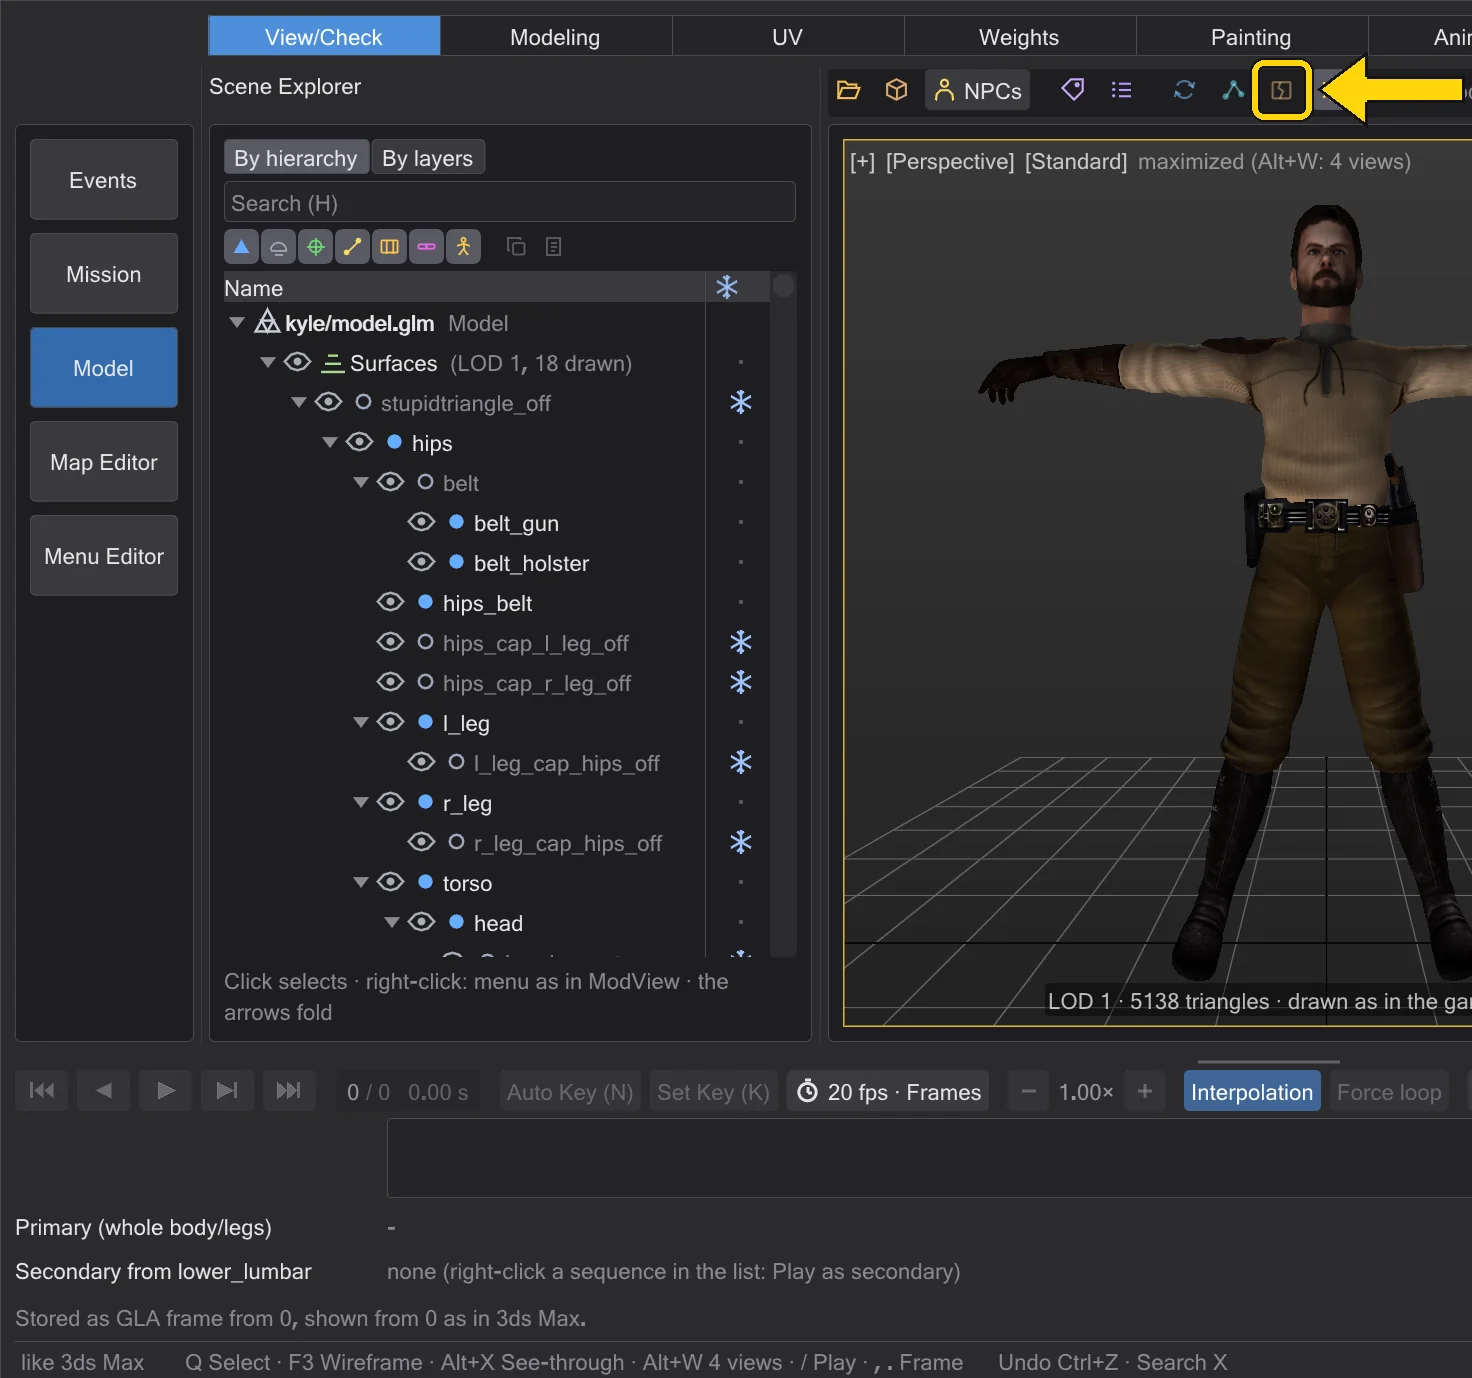 View/Check Modeling UV Weights Painting
Scene Explorer
NPCs
Events
Mission
Model
Map Editor
Menu Editor
By hierarchy By layers
Search (H)
Name
kyle/model.glm Model
Surfaces (LOD 1, 18 drawn)
stupidtriangle_off
hips
belt
belt_gun
belt_holster
hips_belt
hips_cap_l_leg_off
hips_cap_r_leg_off
l_leg
l_leg_cap_hips_off
r_leg
r_leg_cap_hips_off
torso
head
Click selects · right-click: menu as in ModView · the
arrows fold
[+] [Perspective] [Standard] maximized (Alt+W: 4 views)
LOD 1 · 5138 triangles · drawn as in the
0 / 0 0.00 s Auto Key (N) Set Key (K) 20 fps · Frames − 1.00× + Interpolation Force loop
Primary (whole body/legs) -
Secondary from lower_lumbar none (right-click a sequence in the list: Play as secondary)
Stored as GLA frame from 0, shown from 0 as in 3ds Max.
like 3ds Max Q Select · F3 Wireframe · Alt+X See-through · Alt+W 4 views · / Play · , . Frame Undo Ctrl+Z · Search X